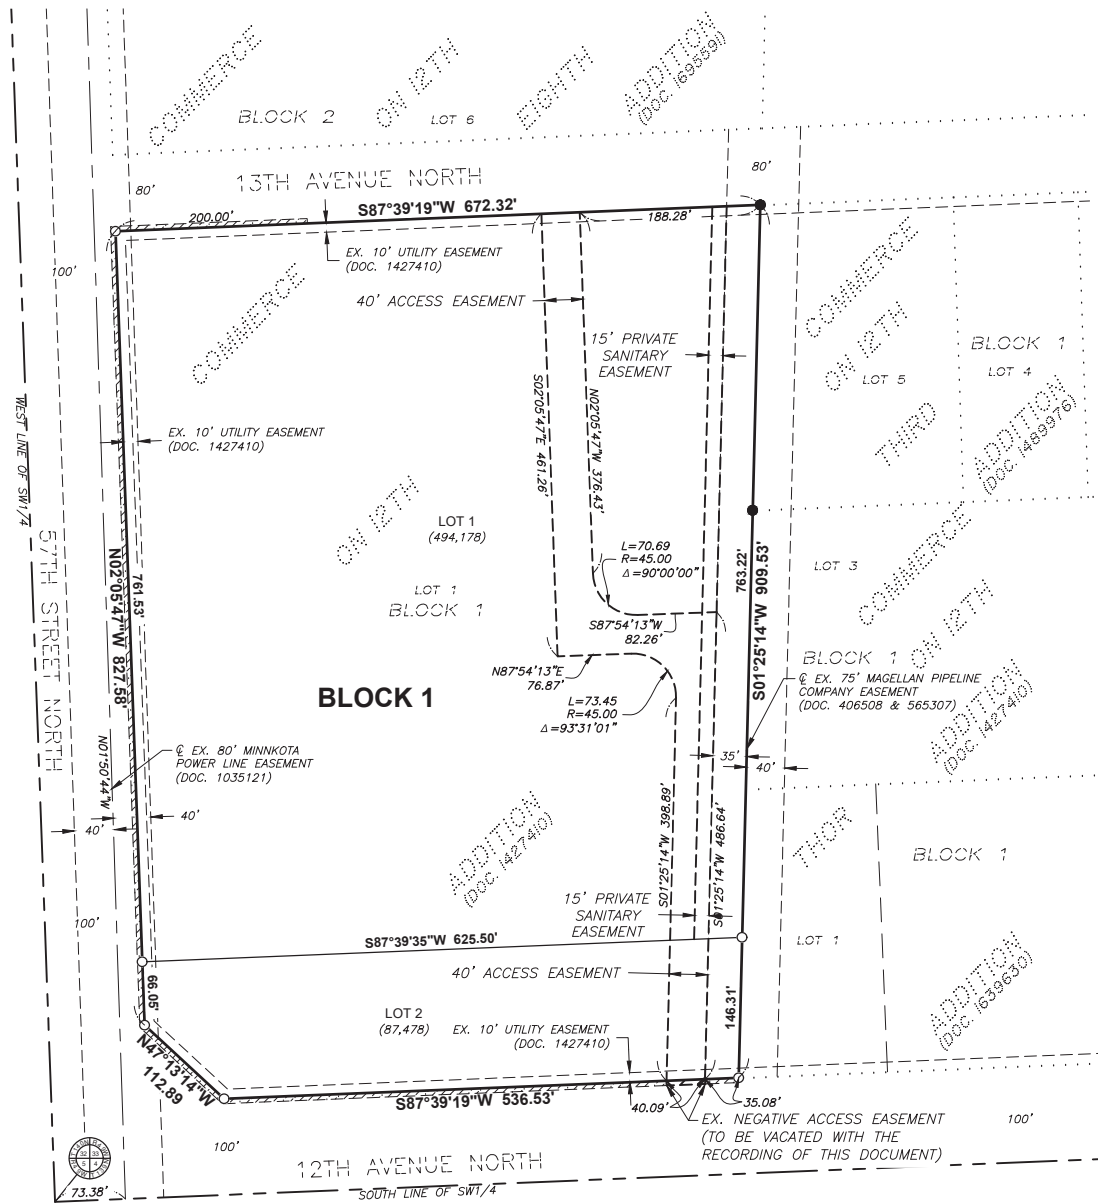 COMMERCE
ON 12TH
EIGHTH
ADDITION
(DOC. 1695591)
BLOCK 2
LOT 6
80'
13TH AVENUE NORTH
80'
S87°39'19"W 672.32'
200.00'
188.28'
EX. 10' UTILITY EASEMENT
(DOC. 1427410)
100'
40' ACCESS EASEMENT
COMMERCE
15' PRIVATE
SANITARY
EASEMENT
COMMERCE
ON 12TH
THIRD
ADDITION
(DOC. 1489976)
BLOCK 1
LOT 4
LOT 5
WEST LINE OF SW1/4
EX. 10' UTILITY EASEMENT
(DOC. 1427410)
S02°05'47"E 461.26'
N02°05'47"W 376.43'
ON 12TH
LOT 1
(494,178)
LOT 1
BLOCK 1
L=70.69
R=45.00
Δ=90°00'00"
S87°54'13"W
82.26'
763.22'
S01°25'14"W 909.53'
LOT 3
COMMERCE
ON 12TH
BLOCK 1
ADDITION
(DOC. 1427410)
57TH STREET NORTH
N02°05'47"W 827.58'
761.53'
N87°54'13"E
76.87'
BLOCK 1
L=73.45
R=45.00
Δ=93°31'01"
℄ EX. 75' MAGELLAN PIPELINE
COMPANY EASEMENT
(DOC. 406508 & 565307)
N01°50'44"W
℄ EX. 80' MINNKOTA
POWER LINE EASEMENT
(DOC. 1035121)
35'
40'
40'
40'
S01°25'14"W 398.89'
S01°25'14"W 486.64'
ADDITION
(DOC. 1427410)
THOR
BLOCK 1
15' PRIVATE
SANITARY
EASEMENT
100'
S87°39'35"W 625.50'
LOT 1
ADDITION
(DOC. 1639630)
40' ACCESS EASEMENT
66.05'
146.31'
LOT 2
(87,478)
EX. 10' UTILITY EASEMENT
(DOC. 1427410)
N47°13'14"W
112.89
S87°39'19"W 536.53'
40.09'
35.08'
EX. NEGATIVE ACCESS EASEMENT
(TO BE VACATED WITH THE
RECORDING OF THIS DOCUMENT)
100'
100'
32 33
5 4
12TH AVENUE NORTH
73.38'
SOUTH LINE OF SW1/4